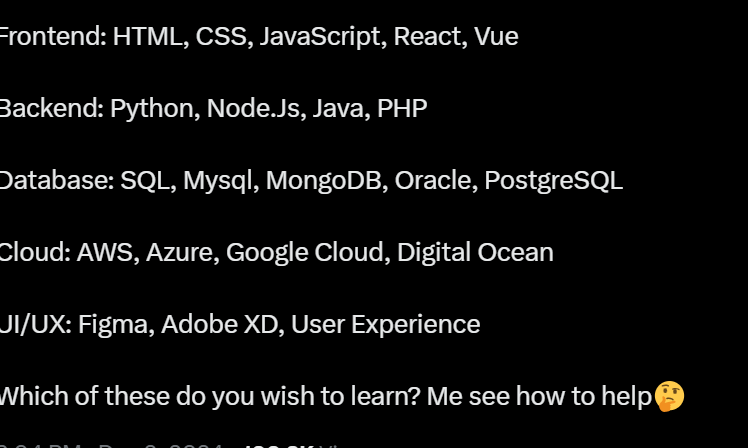 Frontend: HTML, CSS, JavaScript, React, Vue
Backend: Python, Node.Js, Java, PHP
Database: SQL, Mysql, MongoDB, Oracle, PostgreSQL
Cloud: AWS, Azure, Google Cloud, Digital Ocean
UI/UX: Figma, Adobe XD, User Experience
Which of these do you wish to learn? Me see how to help🤔